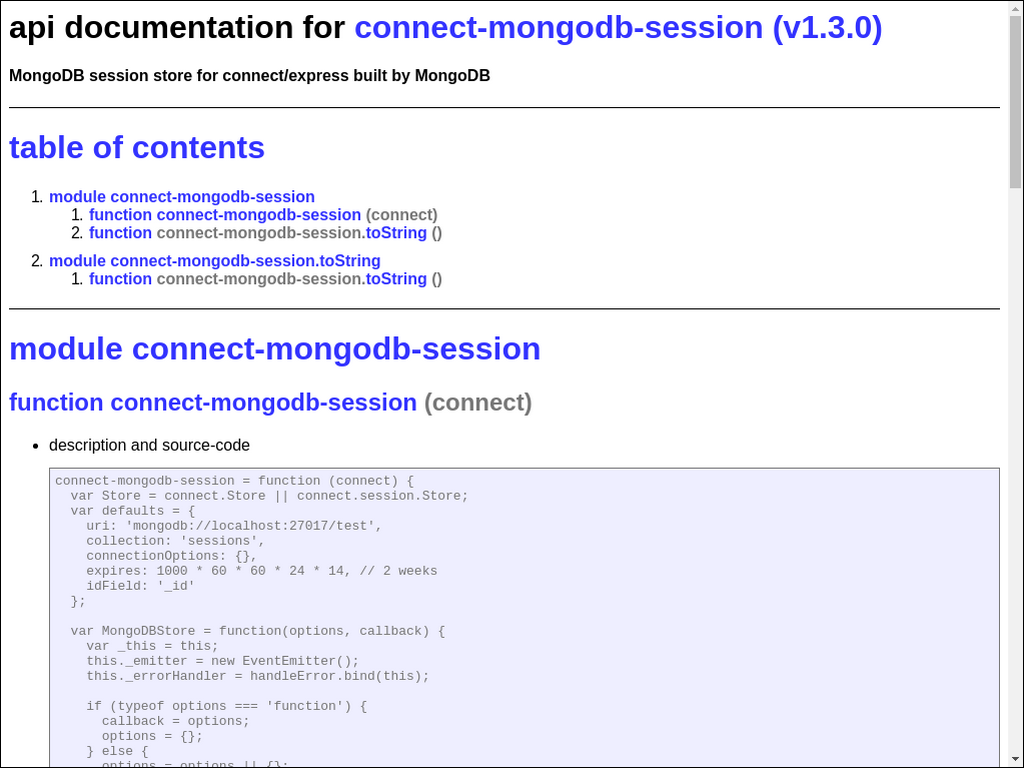 api documentation for connect-mongodb-session (v1.3.0)
MongoDB session store for connect/express built by MongoDB
table of contents
1. module connect-mongodb-session
1. function connect-mongodb-session (connect)
2. function connect-mongodb-session.toString ()
2. module connect-mongodb-session.toString
1. function connect-mongodb-session.toString ()
module connect-mongodb-session
function connect-mongodb-session (connect)
• description and source-code
connect-mongodb-session = function (connect) {
  var Store = connect.Store || connect.session.Store;
  var defaults = {
    uri: 'mongodb://localhost:27017/test',
    collection: 'sessions',
    connectionOptions: {},
    expires: 1000 * 60 * 60 * 24 * 14, // 2 weeks
    idField: '_id'
  };
  var MongoDBStore = function(options, callback) {
    var _this = this;
    this._emitter = new EventEmitter();
    this._errorHandler = handleError.bind(this);
    if (typeof options === 'function') {
      callback = options;
      options = {};
    } else {
      options = options || {};